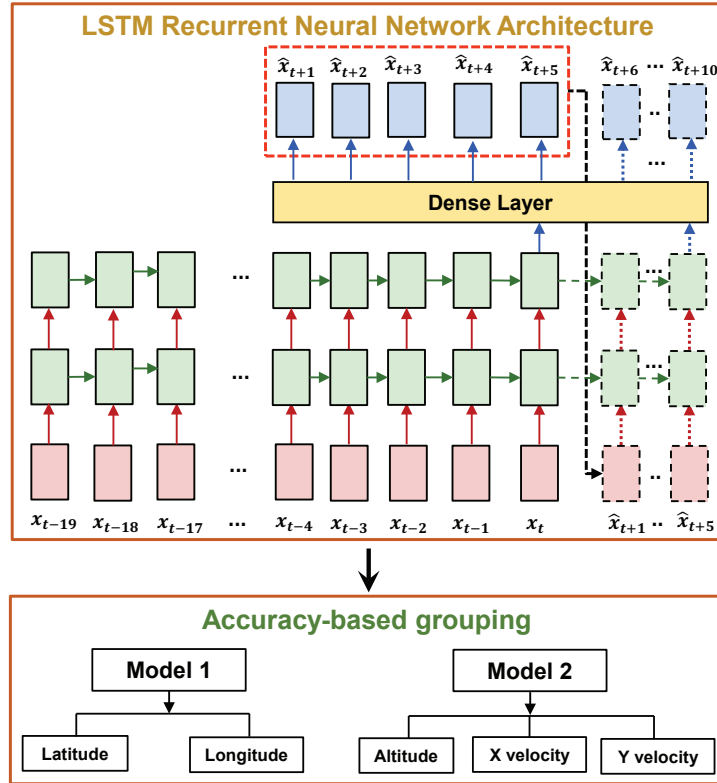 LSTM Recurrent Neural Network Architecture
x̂ₜ₊₁ x̂ₜ₊₂ x̂ₜ₊₃ x̂ₜ₊₄ x̂ₜ₊₅ x̂ₜ₊₆ ... x̂ₜ₊₁₀
.. 
...
Dense Layer
... ...
... ...
... ..
xₜ₋₁₉ xₜ₋₁₈ xₜ₋₁₇ ... xₜ₋₄ xₜ₋₃ xₜ₋₂ xₜ₋₁ xₜ x̂ₜ₊₁ .. x̂ₜ₊₅
Accuracy-based grouping
Model 1 Model 2
Latitude Longitude Altitude X velocity Y velocity